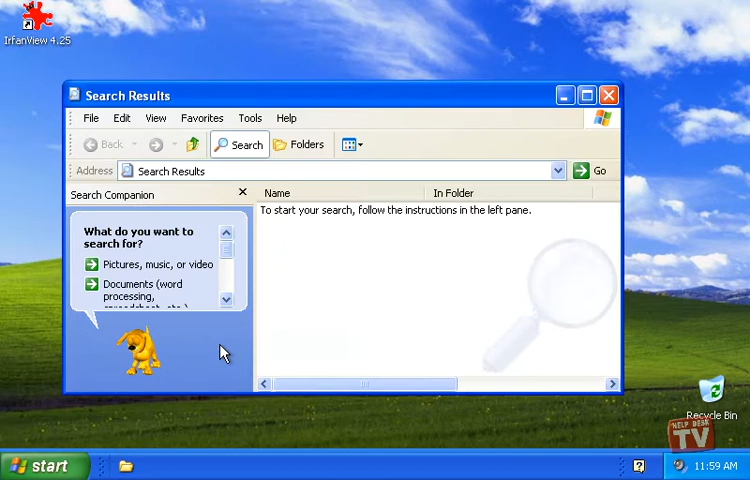 IrfanView 4.25
Search Results
File Edit View Favorites Tools Help
Back Search Folders
Address Search Results Go
Search Companion
Name In Folder
To start your search, follow the instructions in the left pane.
What do you want to
search for?
Pictures, music, or video
Documents (word
processing,
spreadsheet, etc.)
Recycle Bin
HELP DESK
TV
start
11:59 AM